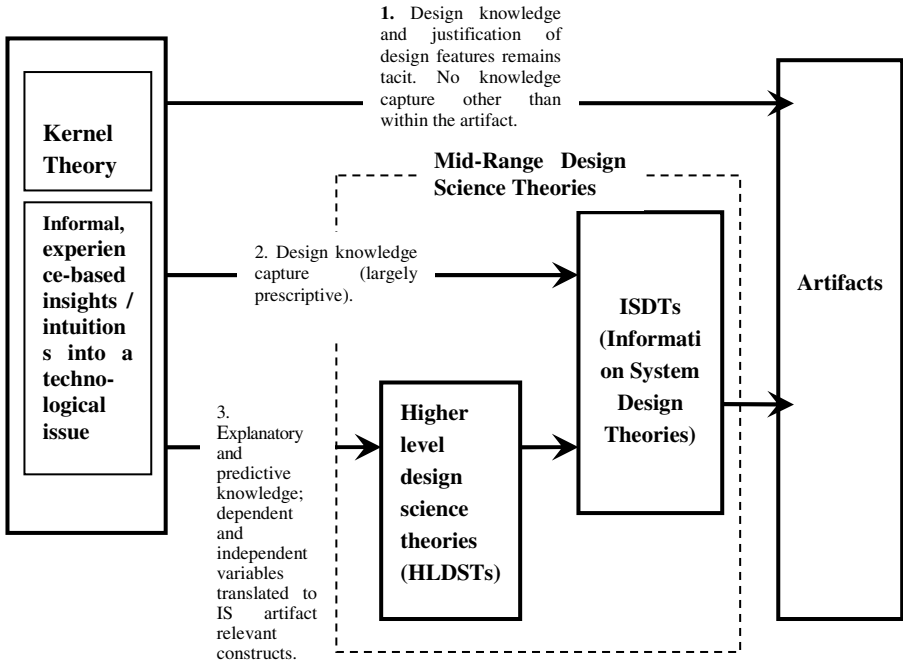 1. Design knowledge
and justification of
design features remains
tacit. No knowledge
capture other than
within the artifact.
Kernel
Theory
Informal,
experien
ce-based
insights /
intuition
s into a
techno-
logical
issue
Mid-Range Design
Science Theories
2. Design knowledge
capture (largely
prescriptive).
3.
Explanatory
and
predictive
knowledge;
dependent
and
independent
variables
translated to
IS artifact
relevant
constructs.
Higher
level
design
science
theories
(HLDSTs)
ISDTs
(Informati
on System
Design
Theories)
Artifacts